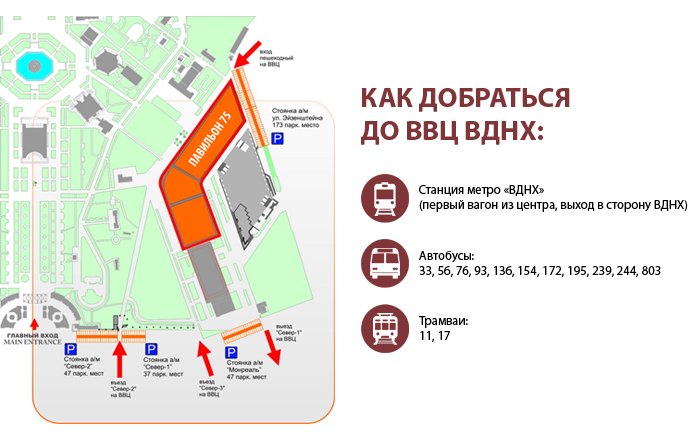 ВХОД
пешеходный
на ВВЦ
Стоянка а/м
ул. Эйзенштейна
173 парк. место
P
ПАВИЛЬОН 75
ГЛАВНЫЙ ВХОД
MAIN ENTRANCE
P
Стоянка а/м
"Север-2"
47 парк. мест
въезд
"Север-2"
на ВВЦ
P
Стоянка а/м
"Север-1"
37 парк. мест
въезд
"Север-3"
на ВВЦ
P
Стоянка а/м
"Монреаль"
47 парк. мест
выезд
"Север-1"
на ВВЦ
КАК ДОБРАТЬСЯ
ДО ВВЦ ВДНХ:
Станция метро «ВДНХ»
(первый вагон из центра, выход в сторону ВДНХ)
Автобусы:
33, 56, 76, 93, 136, 154, 172, 195, 239, 244, 803
Трамваи:
11, 17